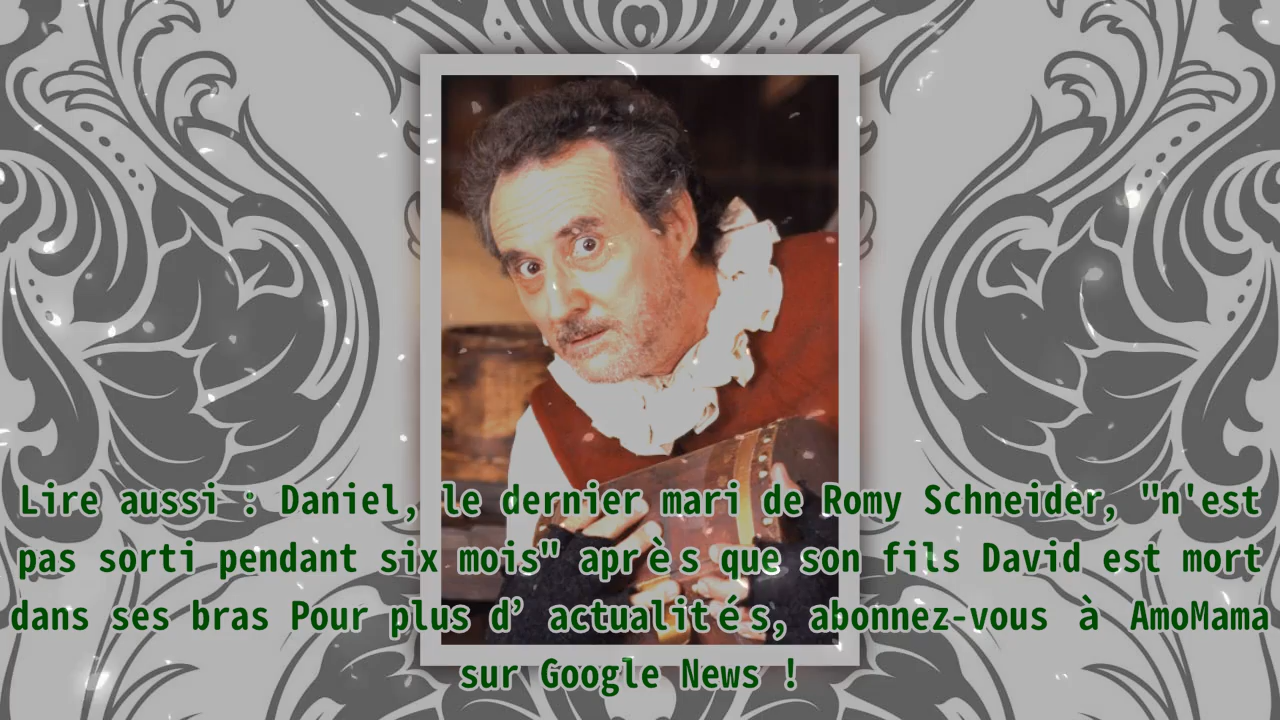 Lire aussi : Daniel, le dernier mari de Romy Schneider, "n'est
pas sorti pendant six mois" après que son fils David est mort
dans ses bras Pour plus d’ actualités, abonnez-vous à AmoMama
sur Google News !